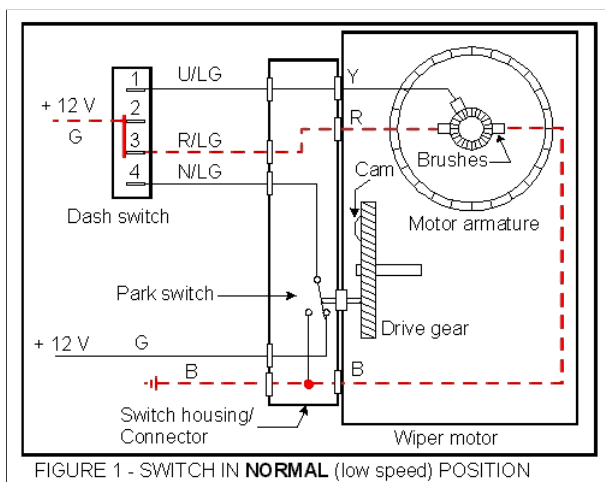 1
U/LG
Y
+ 12 V
2
R
G
3
R/LG
Brushes
4
N/LG
Cam
Dash switch
Motor armature
Park switch
Drive gear
+ 12 V
G
B
B
Switch housing/
Connector
Wiper motor
FIGURE 1 - SWITCH IN NORMAL (low speed) POSITION